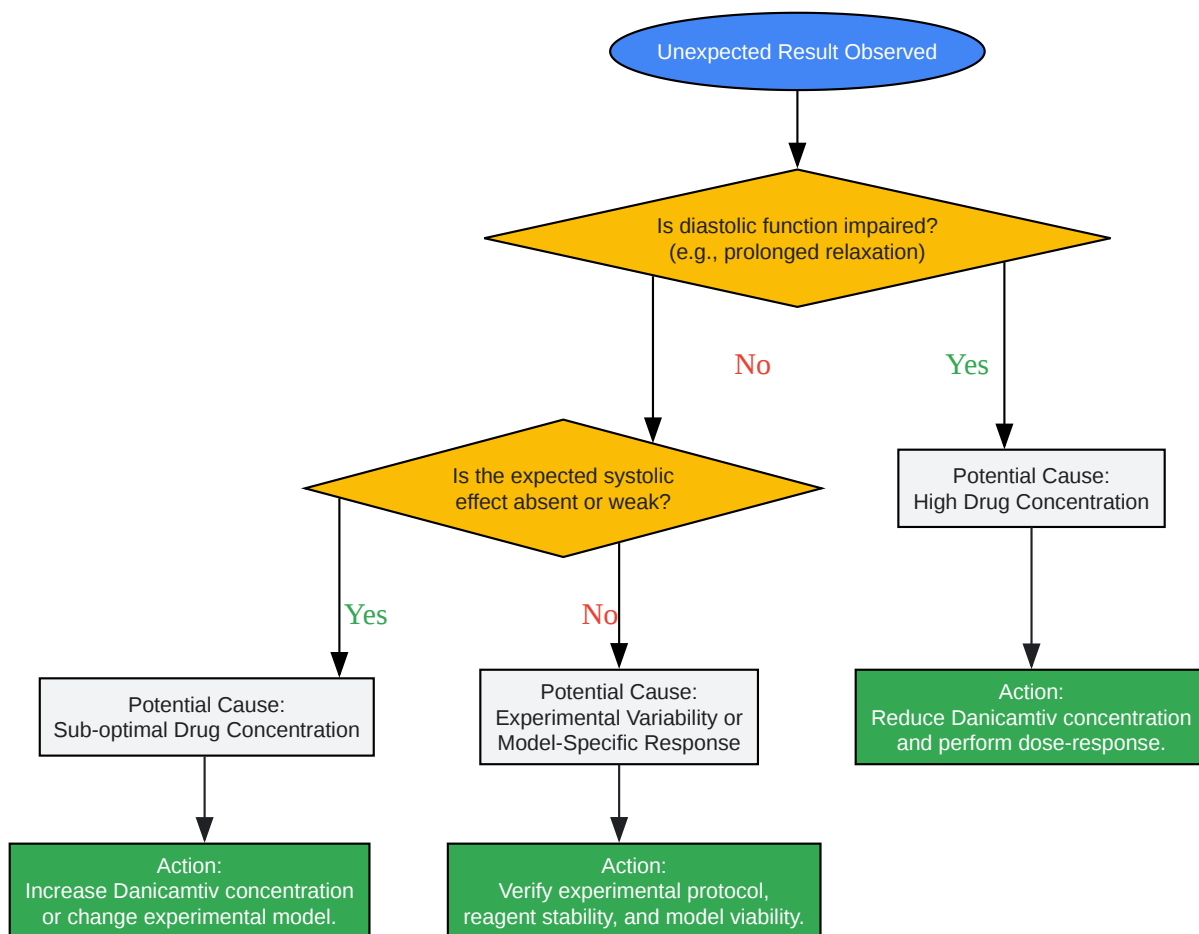 Unexpected Result Observed
Is diastolic function impaired?
(e.g., prolonged relaxation)
No
Yes
Is the expected systolic
effect absent or weak?
Potential Cause:
High Drug Concentration
Yes
No
Potential Cause:
Sub-optimal Drug Concentration
Potential Cause:
Experimental Variability or
Model-Specific Response
Action:
Reduce Danicamtiv concentration
and perform dose-response.
Action:
Increase Danicamtiv concentration
or change experimental model.
Action:
Verify experimental protocol,
reagent stability, and model viability.